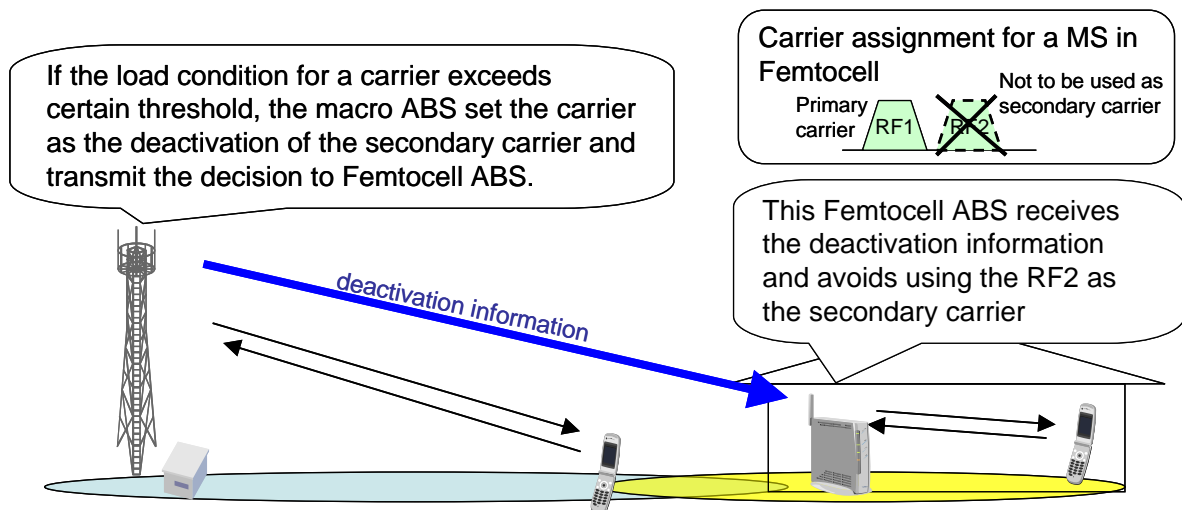 If the load condition for a carrier exceeds
certain threshold, the macro ABS set the carrier
as the deactivation of the secondary carrier and
transmit the decision to Femtocell ABS.
Carrier assignment for a MS in
Femtocell
Not to be used as
secondary carrier
Primary
carrier
RF1
RF2
This Femtocell ABS receives
the deactivation information
and avoids using the RF2 as
the secondary carrier
deactivation information